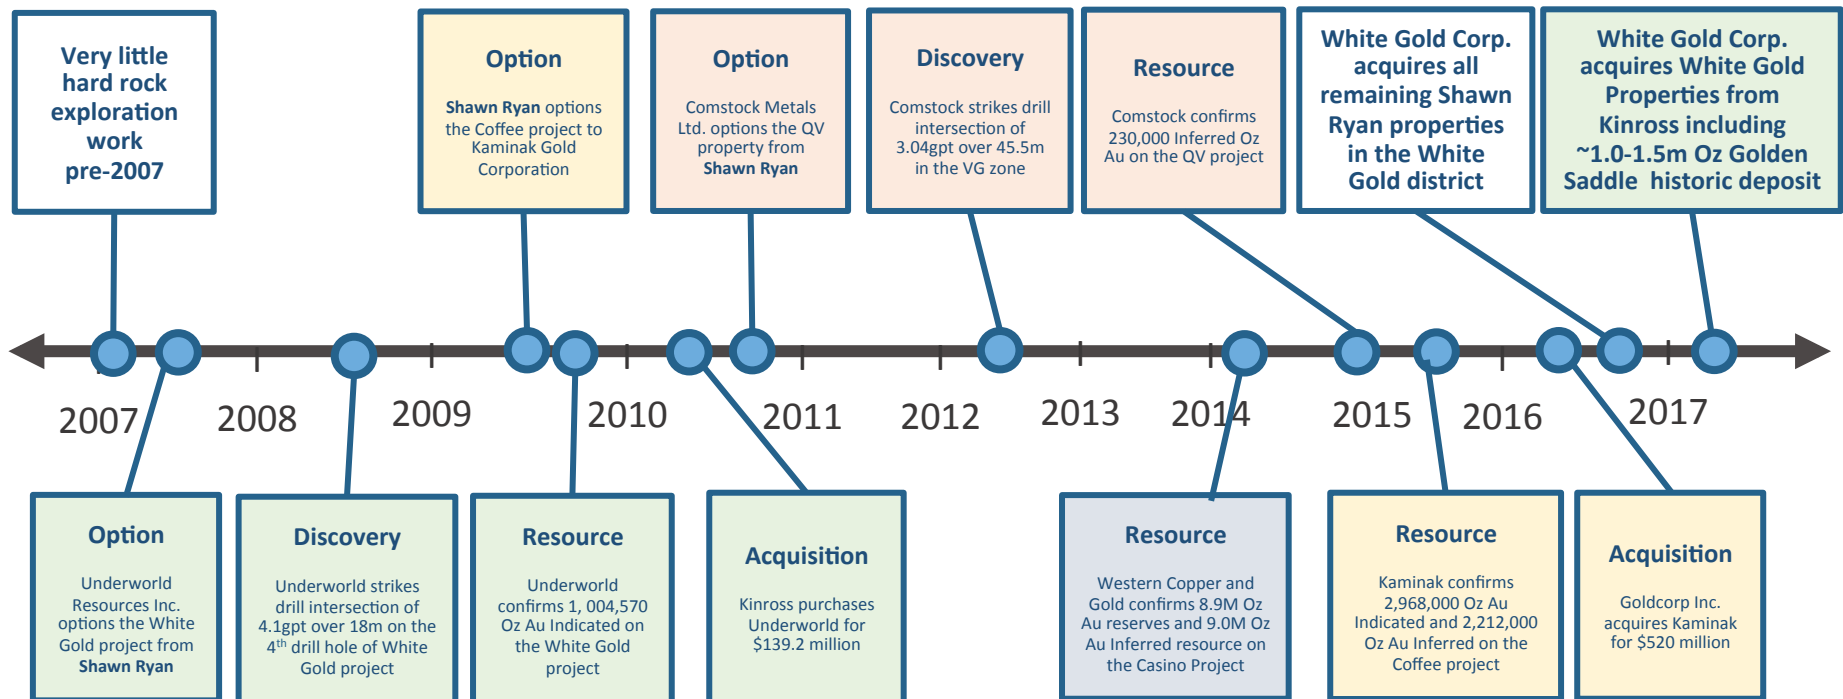 Very little
hard rock
exploration
work
pre-2007
Option
Shawn Ryan options
the Coffee project to
Kaminak Gold
Corporation
Option
Comstock Metals
Ltd. options the QV
property from
Shawn Ryan
Discovery
Comstock strikes drill
intersection of
3.04gpt over 45.5m
in the VG zone
Resource
Comstock confirms
230,000 Inferred Oz
Au on the QV project
White Gold Corp.
acquires all
remaining Shawn
Ryan properties
in the White
Gold district
White Gold Corp.
acquires White Gold
Properties from
Kinross including
~1.0-1.5m Oz Golden
Saddle historic deposit
2007
2008
2009
2010
2011
2012
2013
2014
2015
2016
2017
Option
Underworld
Resources Inc.
options the White
Gold project from
Shawn Ryan
Discovery
Underworld strikes
drill intersection of
4.1gpt over 18m on the
4th drill hole of White
Gold project
Resource
Underworld
confirms 1, 004,570
Oz Au Indicated on
the White Gold
project
Acquisition
Kinross purchases
Underworld for
$139.2 million
Resource
Western Copper and
Gold confirms 8.9M Oz
Au reserves and 9.0M Oz
Au Inferred resource on
the Casino Project
Resource
Kaminak confirms
2,968,000 Oz Au
Indicated and 2,212,000
Oz Au Inferred on the
Coffee project
Acquisition
Goldcorp Inc.
acquires Kaminak
for $520 million